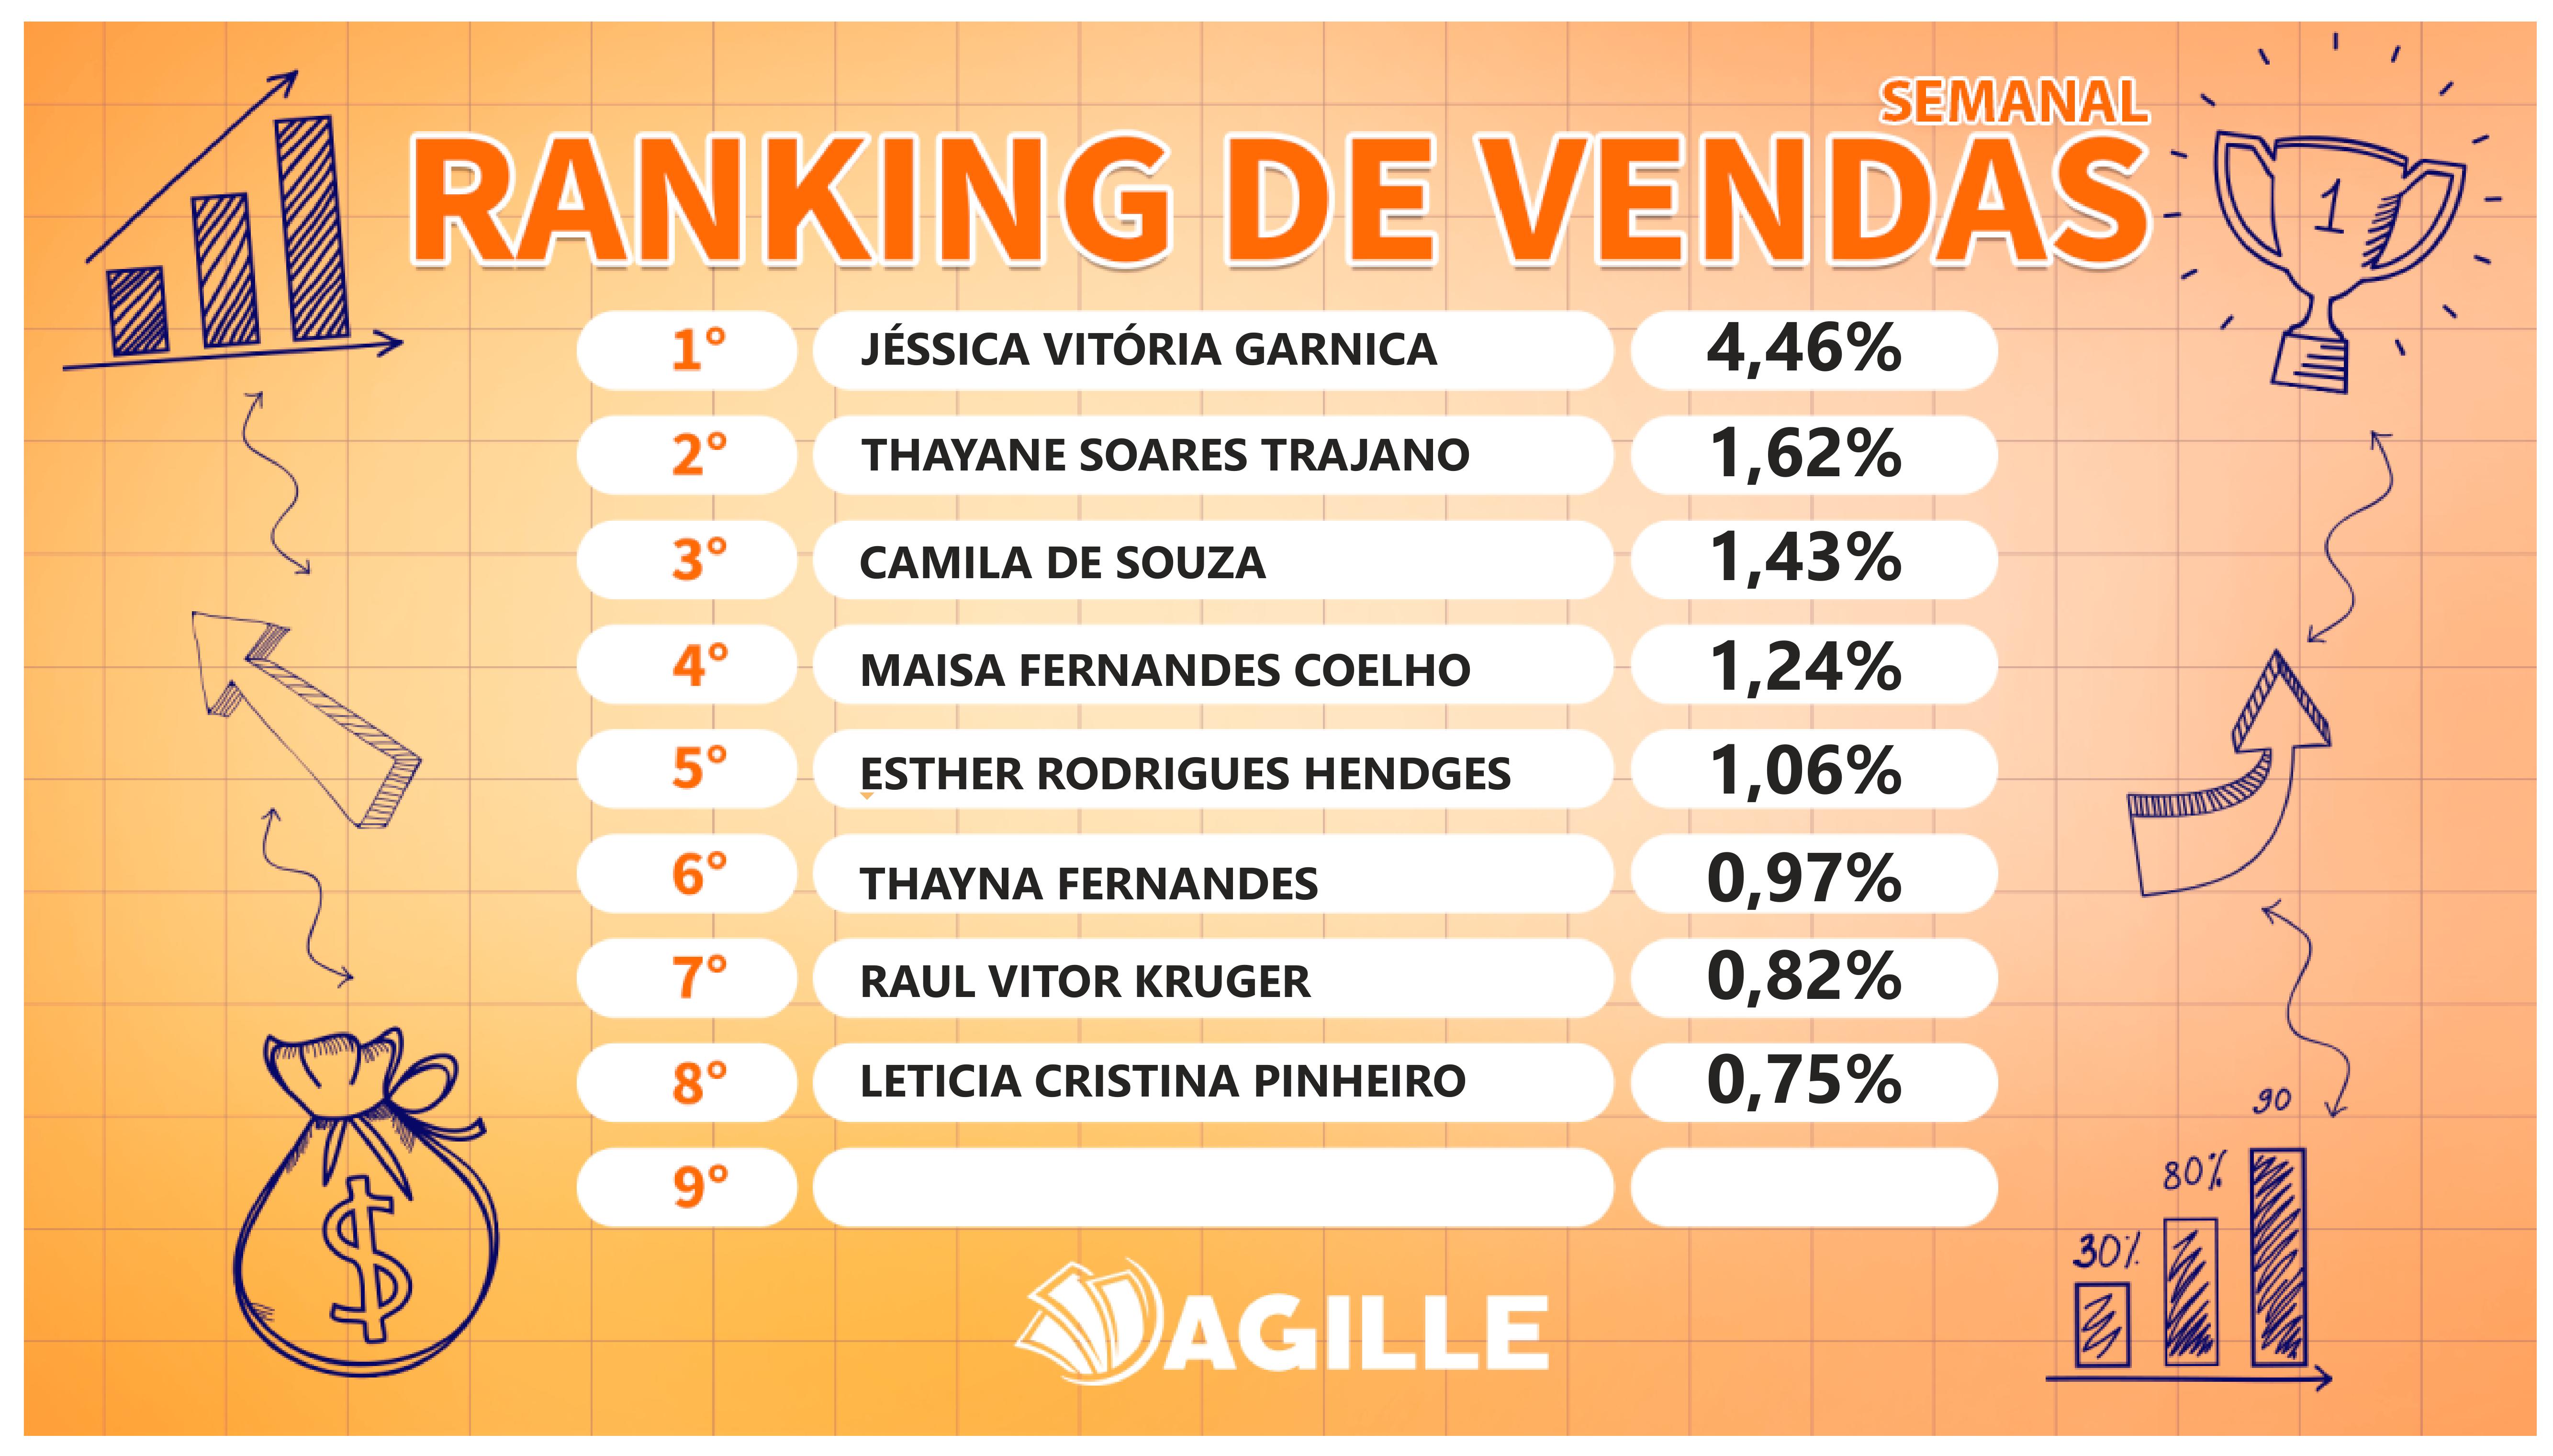 SEMANAL
RANKING DE VENDAS
1
1° JÉSSICA VITÓRIA GARNICA 4,46%
2° THAYANE SOARES TRAJANO 1,62%
3° CAMILA DE SOUZA 1,43%
4° MAISA FERNANDES COELHO 1,24%
5° ESTHER RODRIGUES HENDGES 1,06%
6° THAYNA FERNANDES 0,97%
7° RAUL VITOR KRUGER 0,82%
8° LETICIA CRISTINA PINHEIRO 0,75%
9°
$
90
80%
30%
AGILLE